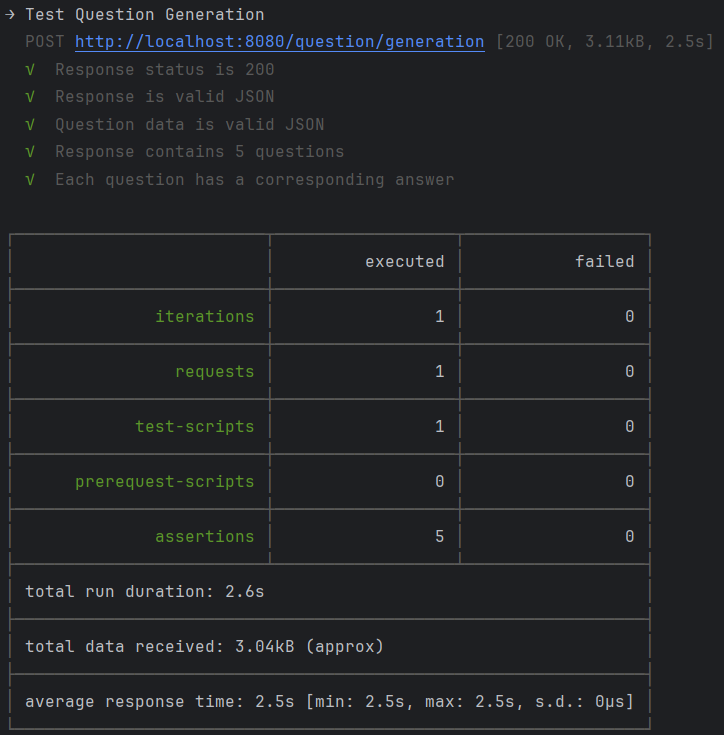 → Test Question Generation
POST http://localhost:8080/question/generation [200 OK, 3.11kB, 2.5s]
√ Response status is 200
√ Response is valid JSON
√ Question data is valid JSON
√ Response contains 5 questions
√ Each question has a corresponding answer
executed failed
iterations 1 0
requests 1 0
test-scripts 1 0
prerequest-scripts 0 0
assertions 5 0
total run duration: 2.6s
total data received: 3.04kB (approx)
average response time: 2.5s [min: 2.5s, max: 2.5s, s.d.: 0µs]